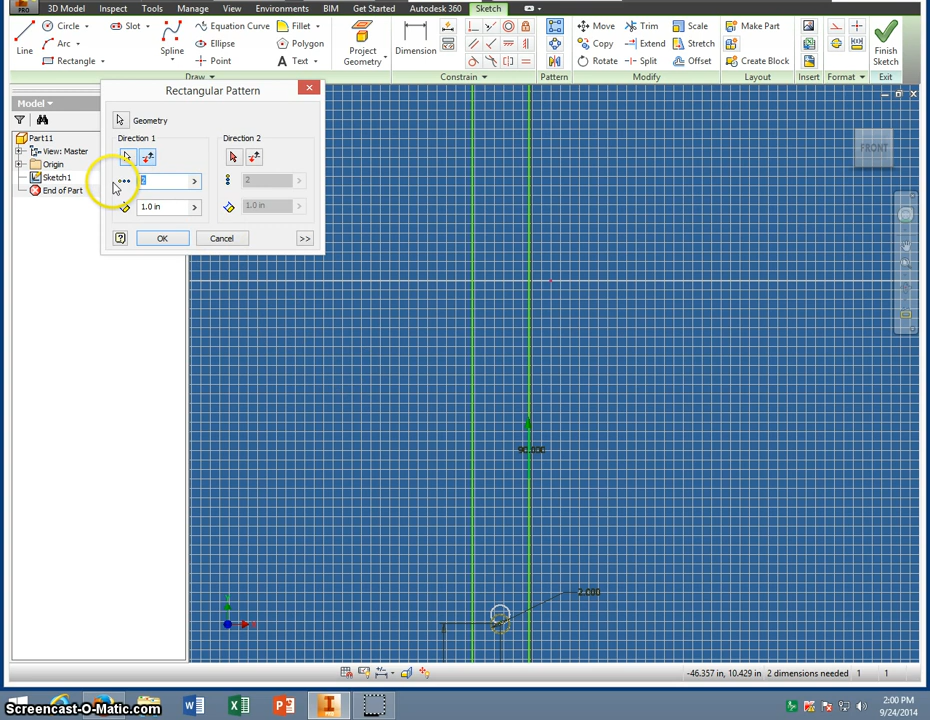 PRO 3D Model Inspect Tools Manage View Environments BIM Get Started Autodesk 360 Sketch
Line
Circle
Arc
Rectangle
Slot
Spline
Equation Curve
Ellipse
Point
Fillet
Polygon
Text
Project Geometry
Dimension
Move
Copy
Rotate
Trim
Extend
Split
Scale
Stretch
Offset
Make Part
Create Block
Finish Sketch
Draw Constrain Pattern Modify Layout Insert Format Exit
Model
Part11
View: Master
Origin
Sketch1
End of Part
Rectangular Pattern
Geometry
Direction 1 Direction 2
2 2
1.0 in 1.0 in
OK Cancel >>
FRONT
90.000
2.000
-46.357 in, 10.429 in 2 dimensions needed 1 1
Screencast-O-Matic.com
2:00 PM
9/24/2014